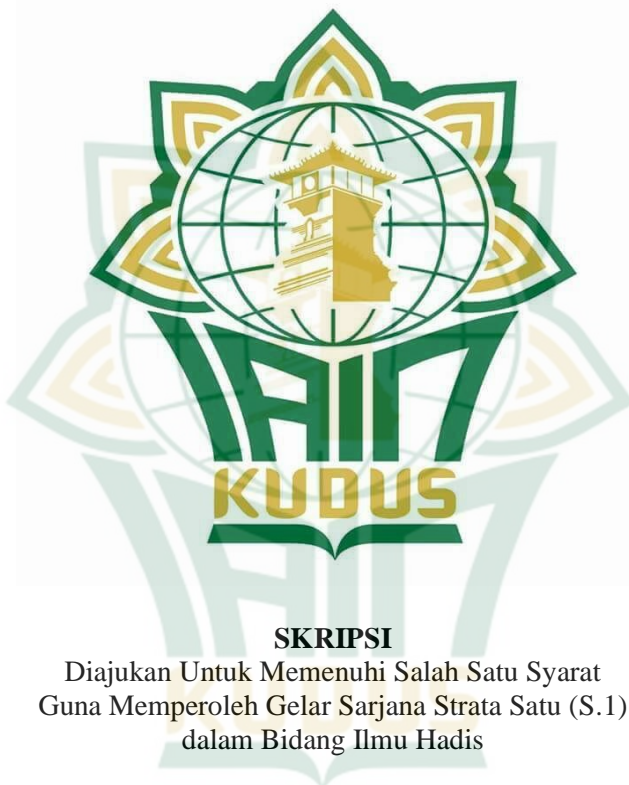 IAIN
KUDUS
SKRIPSI
Diajukan Untuk Memenuhi Salah Satu Syarat
Guna Memperoleh Gelar Sarjana Strata Satu (S.1)
dalam Bidang Ilmu Hadis